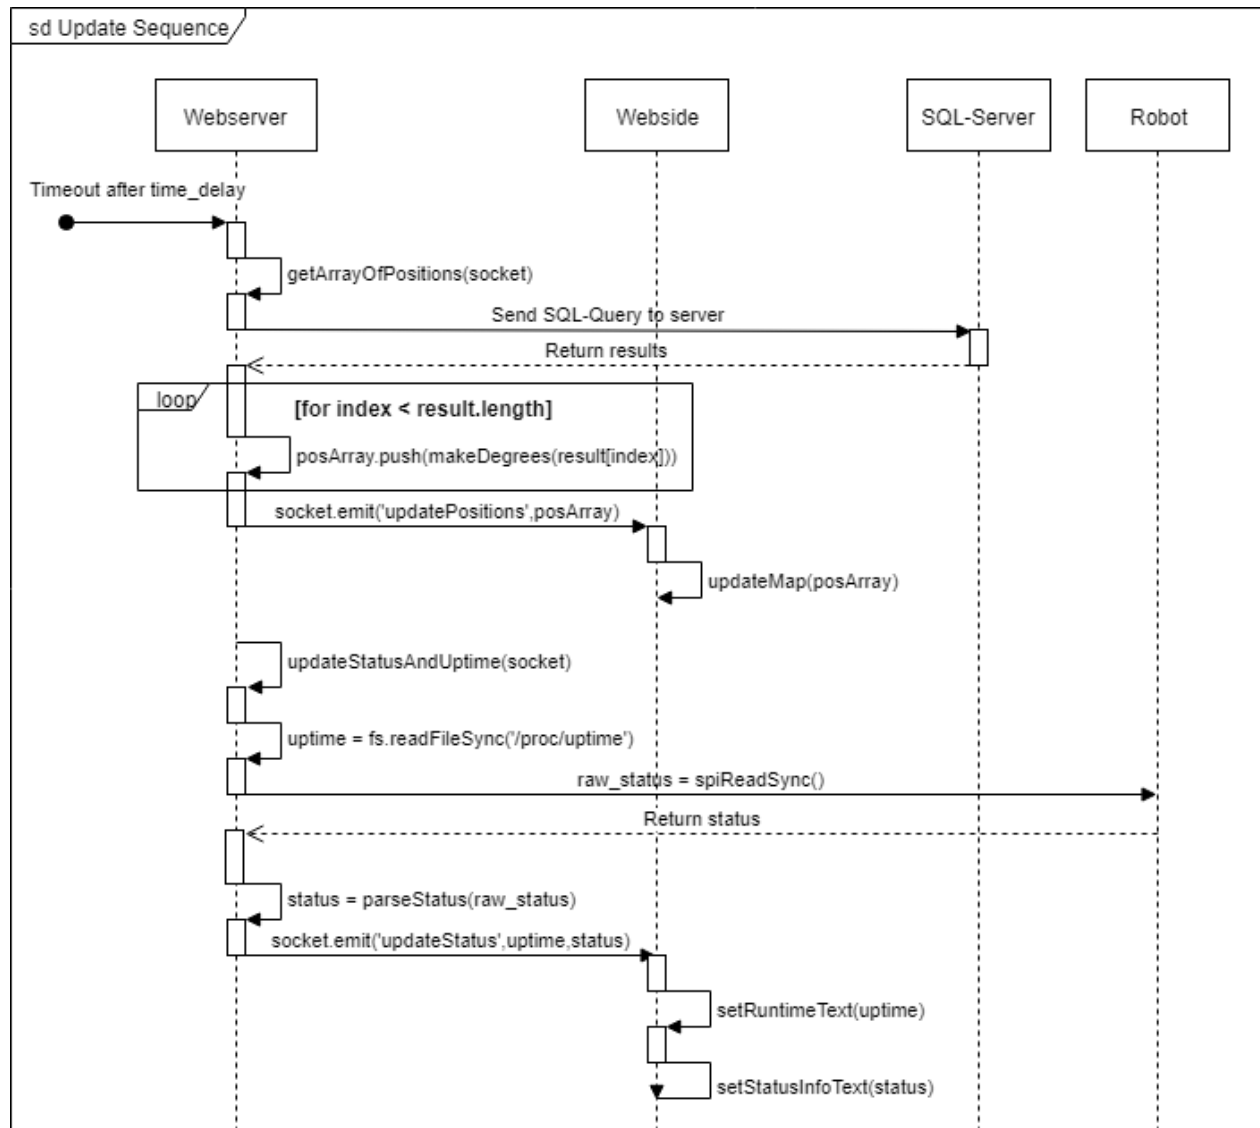 sd Update Sequence
Webserver
Webside
SQL-Server
Robot
Timeout after time_delay
getArrayOfPositions(socket)
Send SQL-Query to server
Return results
loop
[for index < result.length]
posArray.push(makeDegrees(result[index]))
socket.emit('updatePositions',posArray)
updateMap(posArray)
updateStatusAndUptime(socket)
uptime = fs.readFileSync('/proc/uptime')
raw_status = spiReadSync()
Return status
status = parseStatus(raw_status)
socket.emit('updateStatus',uptime,status)
setRuntimeText(uptime)
setStatusInfoText(status)